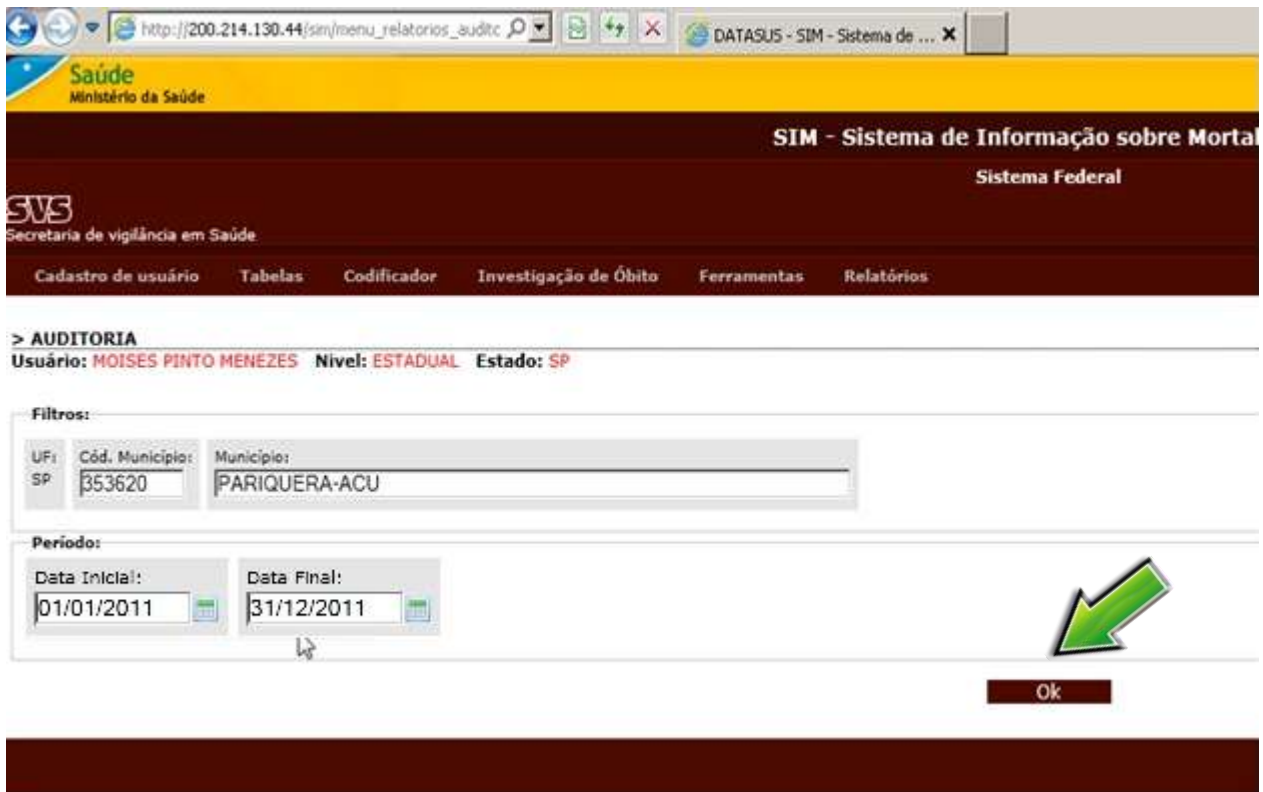 http://200.214.130.44/sim/menu_relatorios_auditc
DATASUS - SIM - Sistema de ...
Saúde
Ministério da Saúde
SIM - Sistema de Informação sobre Mortal
Sistema Federal
SVS
Secretaria de vigilância em Saúde
Cadastro de usuário Tabelas Codificador Investigação de Óbito Ferramentas Relatórios
> AUDITORIA
Usuário: MOISES PINTO MENEZES Nivel: ESTADUAL Estado: SP
Filtros:
UF: Cód. Município: Município:
SP 353620 PARIQUERA-ACU
Período:
Data Inicial: Data Final:
01/01/2011 31/12/2011
Ok